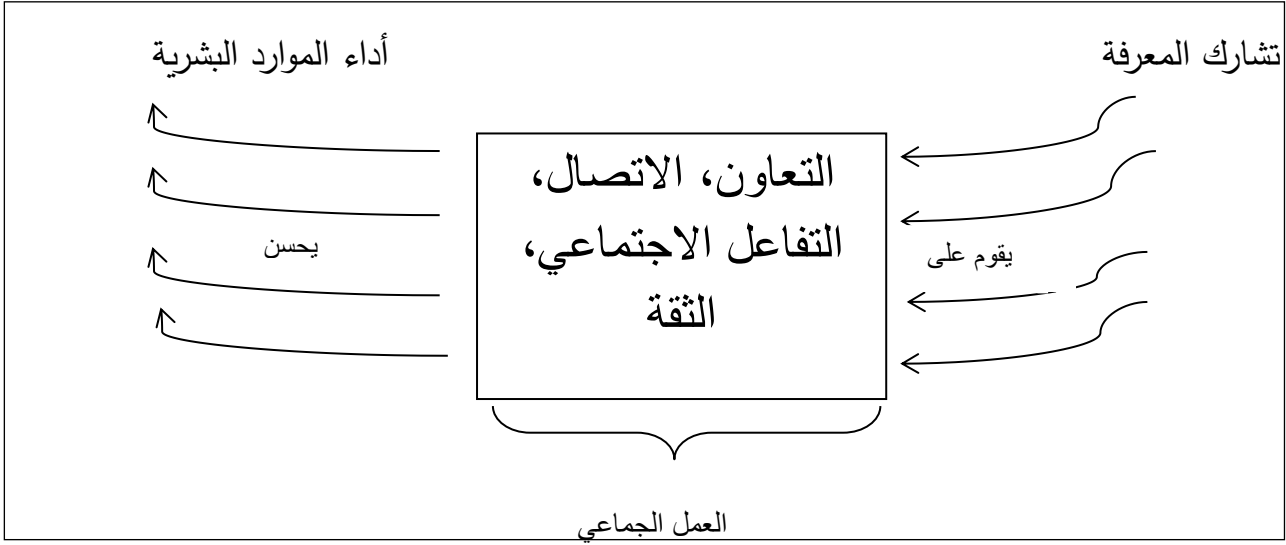 تشارك المعرفة
أداء الموارد البشرية
التعاون، الاتصال،
التفاعل الاجتماعي،
الثقة
يقوم على
يحسن
العمل الجماعي